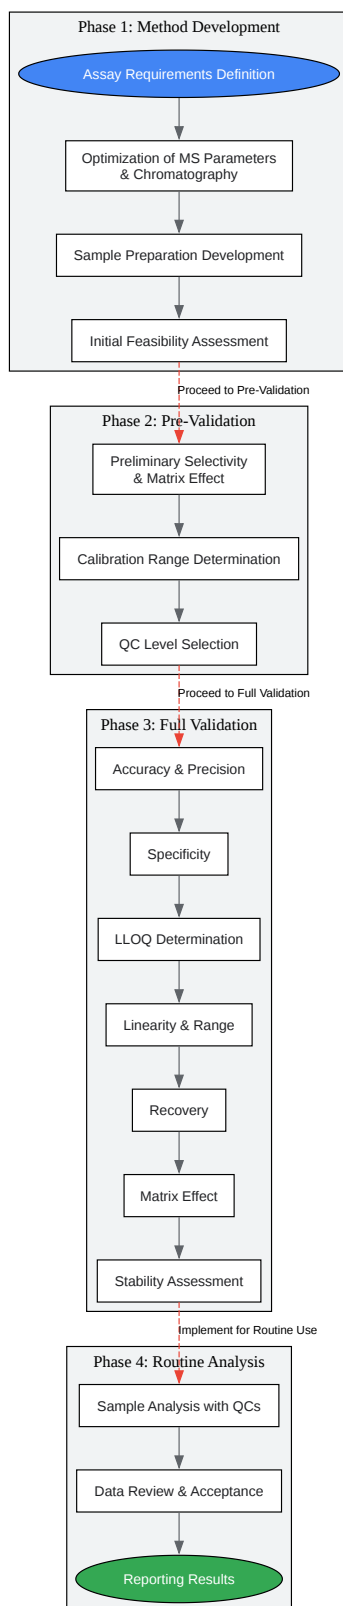 Phase 1: Method Development
Assay Requirements Definition
Optimization of MS Parameters
& Chromatography
Sample Preparation Development
Initial Feasibility Assessment
Proceed to Pre-Validation
Phase 2: Pre-Validation
Preliminary Selectivity
& Matrix Effect
Calibration Range Determination
QC Level Selection
Proceed to Full Validation
Phase 3: Full Validation
Accuracy & Precision
Specificity
LLOQ Determination
Linearity & Range
Recovery
Matrix Effect
Stability Assessment
Implement for Routine Use
Phase 4: Routine Analysis
Sample Analysis with QCs
Data Review & Acceptance
Reporting Results